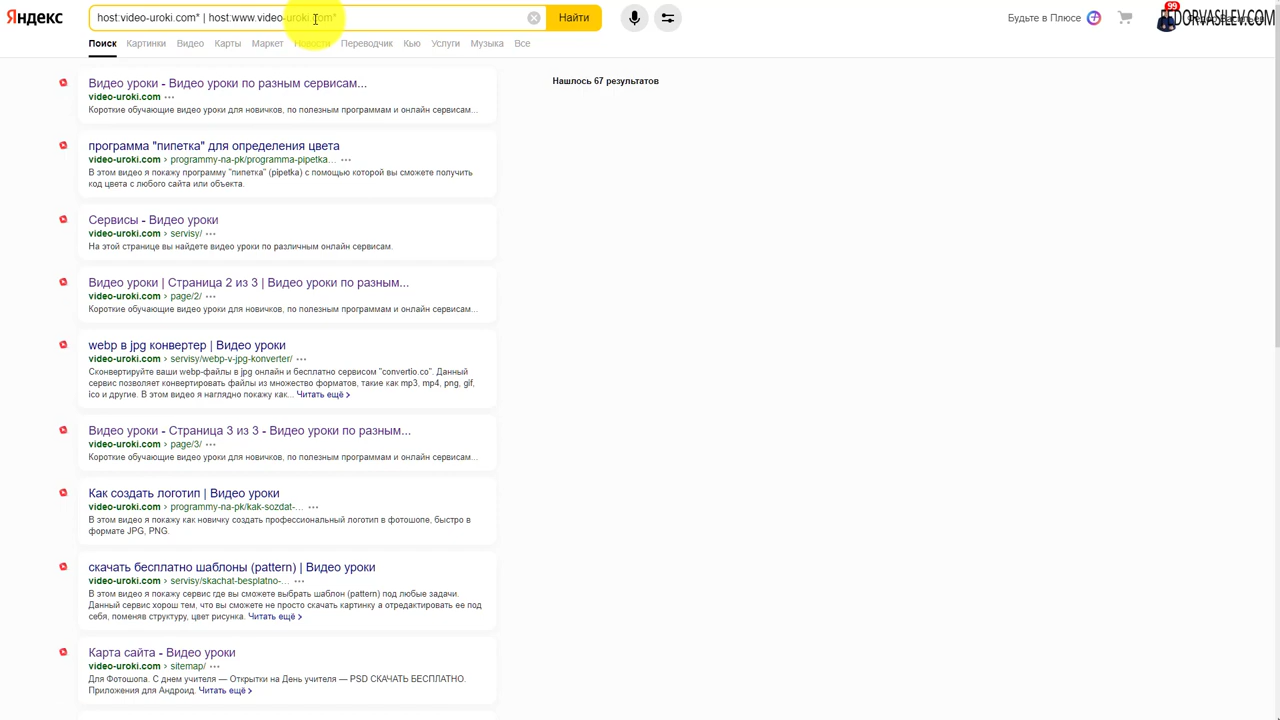 Яндекс
host:video-uroki.com* | host:www.video-uroki.com*
Найти
Будьте в Плюсе
99
FEDORVASILEV.COM
Поиск Картинки Видео Карты Маркет Новости Переводчик Кью Услуги Музыка Все
Видео уроки - Видео уроки по разным сервисам...
video-uroki.com
Короткие обучающие видео уроки для новичков, по полезным программам и онлайн сервисам...
Нашлось 67 результатов
программа "пипетка" для определения цвета
video-uroki.com › programmy-na-pk/programma-pipetka...
В этом видео я покажу программу "пипетка" (pipetka) с помощью которой вы сможете получить
код цвета с любого сайта или объекта.
Сервисы - Видео уроки
video-uroki.com › servisy/
На этой странице вы найдете видео уроки по различным онлайн сервисам.
Видео уроки | Страница 2 из 3 | Видео уроки по разным...
video-uroki.com › page/2/
Короткие обучающие видео уроки для новичков, по полезным программам и онлайн сервисам...
webp в jpg конвертер | Видео уроки
video-uroki.com › servisy/webp-v-jpg-konverter/
Сконвертируйте ваши webp-файлы в jpg онлайн и бесплатно сервисом "convertio.co". Данный
сервис позволяет конвертировать файлы из множество форматов, такие как mp3, mp4, png, gif,
ico и другие. В этом видео я наглядно покажу как... Читать ещё ›
Видео уроки - Страница 3 из 3 - Видео уроки по разным...
video-uroki.com › page/3/
Короткие обучающие видео уроки для новичков, по полезным программам и онлайн сервисам...
Как создать логотип | Видео уроки
video-uroki.com › programmy-na-pk/kak-sozdat-...
В этом видео я покажу как новичку создать профессиональный логотип в фотошопе, быстро в
формате JPG, PNG.
скачать бесплатно шаблоны (pattern) | Видео уроки
video-uroki.com › servisy/skachat-besplatno-...
В этом видео я покажу сервис где вы сможете выбрать шаблон (pattern) под любые задачи.
Данный сервис хорош тем, что вы сможете не просто скачать картинку а отредактировать ее под
себя, поменяв структуру, цвет рисунка. Читать ещё ›
Карта сайта - Видео уроки
video-uroki.com › sitemap/
Для Фотошопа. С днем учителя — Открытки на День учителя — PSD СКАЧАТЬ БЕСПЛАТНО.
Приложения для Андроид. Читать ещё ›